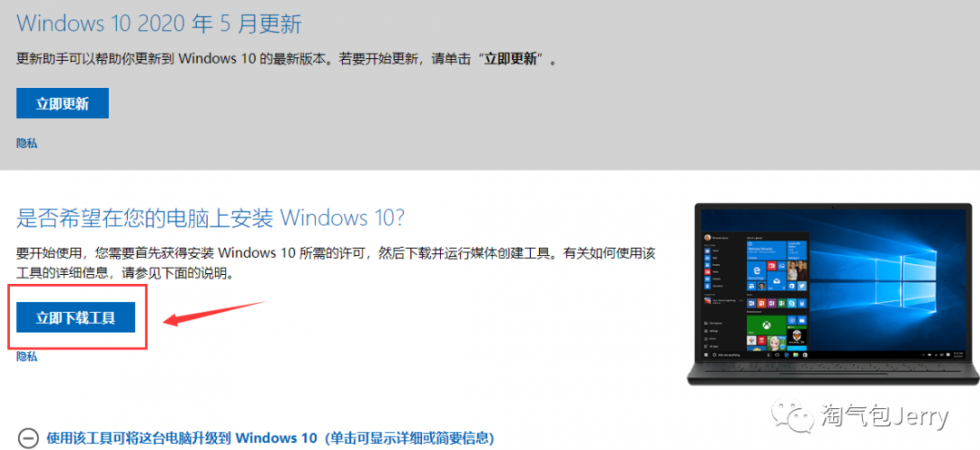 Windows 10 2020 年 5 月更新
更新助手可以帮助你更新到 Windows 10 的最新版本。若要开始更新，请单击“立即更新”。
立即更新
隐私
是否希望在您的电脑上安装 Windows 10？
要开始使用，您需要首先获得安装 Windows 10 所需的许可，然后下载并运行媒体创建工具。有关如何使用该
工具的详细信息，请参见下面的说明。
立即下载工具
隐私
使用该工具可将这台电脑升级到 Windows 10（单击可显示详细或简要信息）
淘气包Jerry